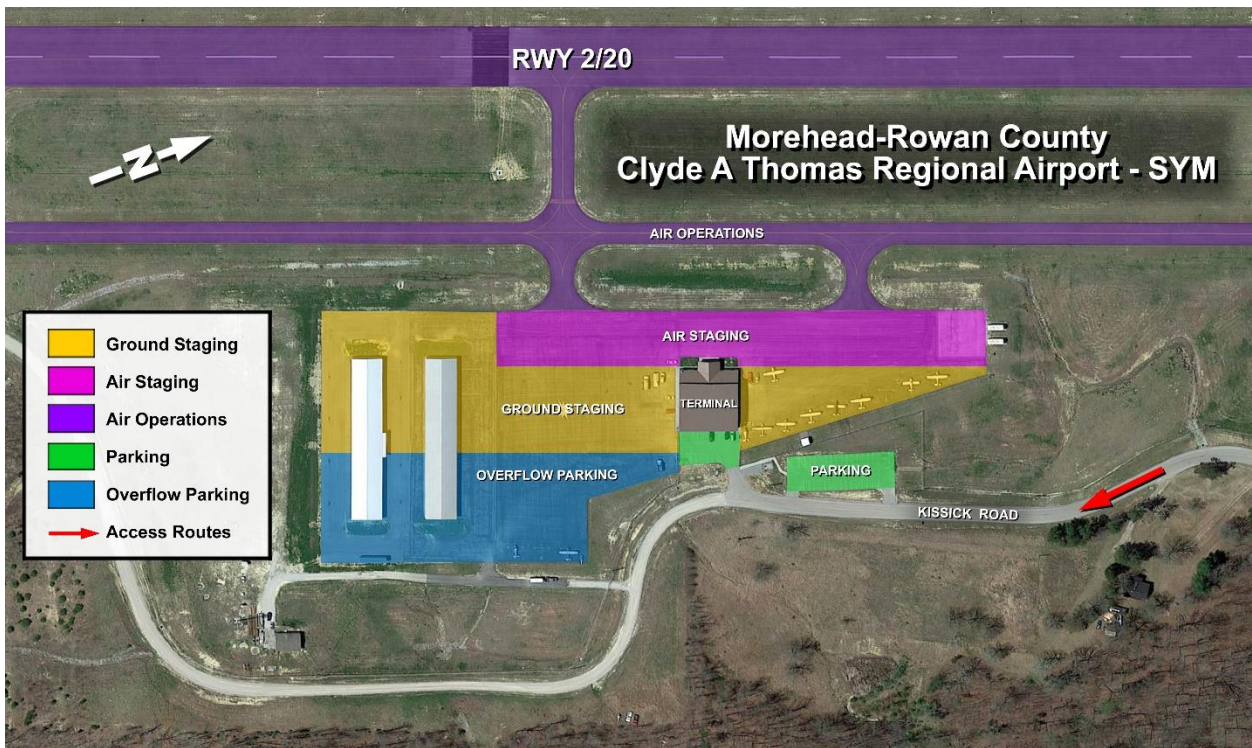 RWY 2/20
Morehead-Rowan County
Clyde A Thomas Regional Airport - SYM
N
AIR OPERATIONS
AIR STAGING
GROUND STAGING
TERMINAL
OVERFLOW PARKING
PARKING
KISSICK ROAD
Ground Staging
Air Staging
Air Operations
Parking
Overflow Parking
Access Routes